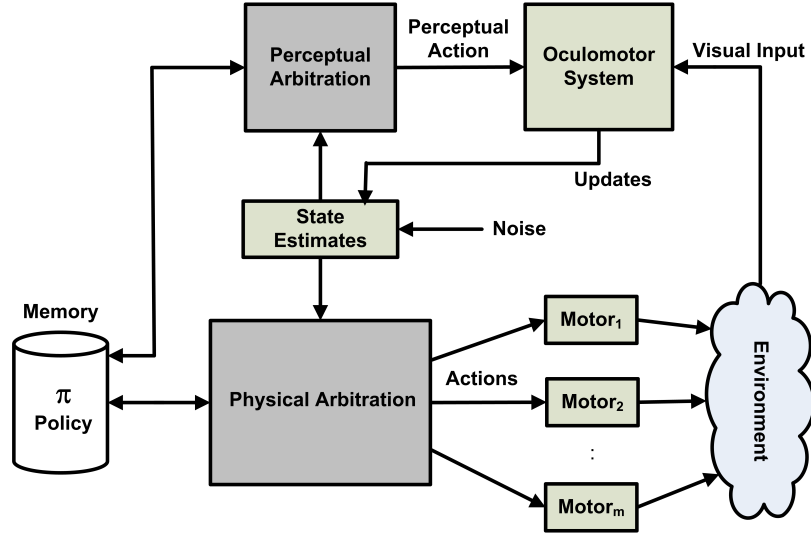 Perceptual
Arbitration
Perceptual
Action
Oculomotor
System
Visual Input
Updates
State
Estimates
Noise
Memory
π
Policy
Physical Arbitration
Actions
Motor₁
Motor₂
:
Motorₘ
Environment